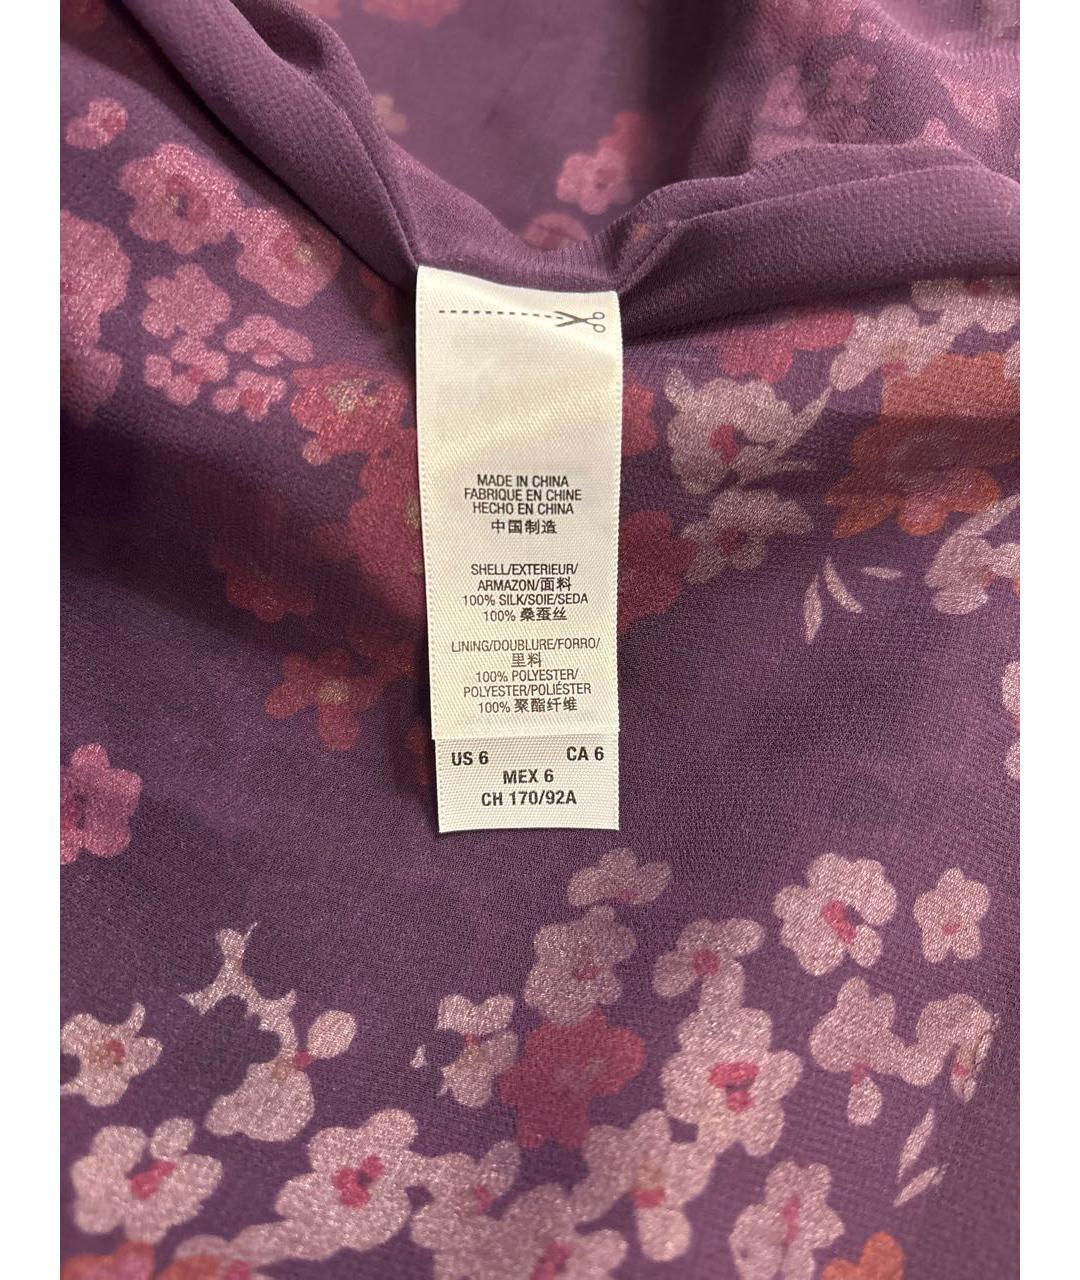 MADE IN CHINA
FABRIQUE EN CHINE
HECHO EN CHINA
中国制造
SHELL/EXTERIEUR/
ARMAZON/面料
100% SILK/SOIE/SEDA
100% 桑蚕丝
LINING/DOUBLURE/FORRO/
里料
100% POLYESTER/
POLYESTER/POLIÉSTER
100% 聚酯纤维
US 6 CA 6
MEX 6
CH 170/92A